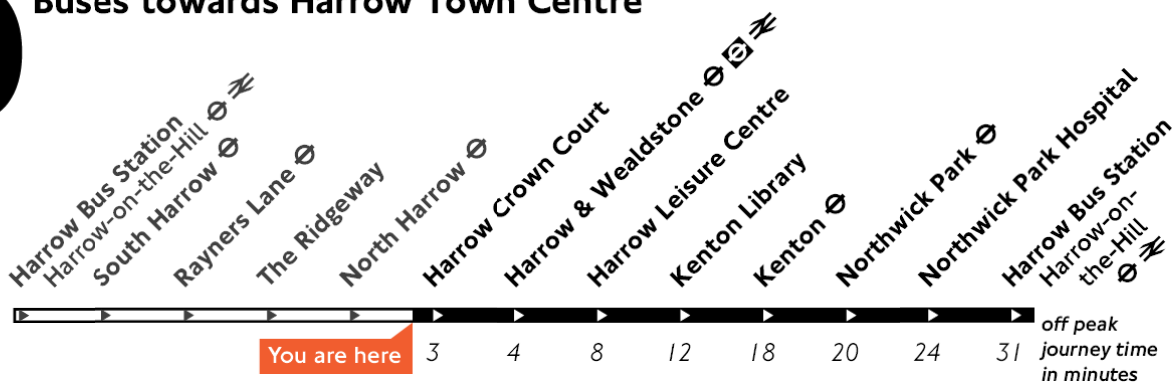 Buses towards Harrow Town Centre
Harrow Bus Station
Harrow-on-the-Hill
South Harrow
Rayners Lane
The Ridgeway
North Harrow
Harrow Crown Court
Harrow & Wealdstone
Harrow Leisure Centre
Kenton Library
Kenton
Northwick Park
Northwick Park Hospital
Harrow Bus Station
Harrow-on-
the-Hill
You are here
3 4 8 12 18 20 24 31
off peak
journey time
in minutes